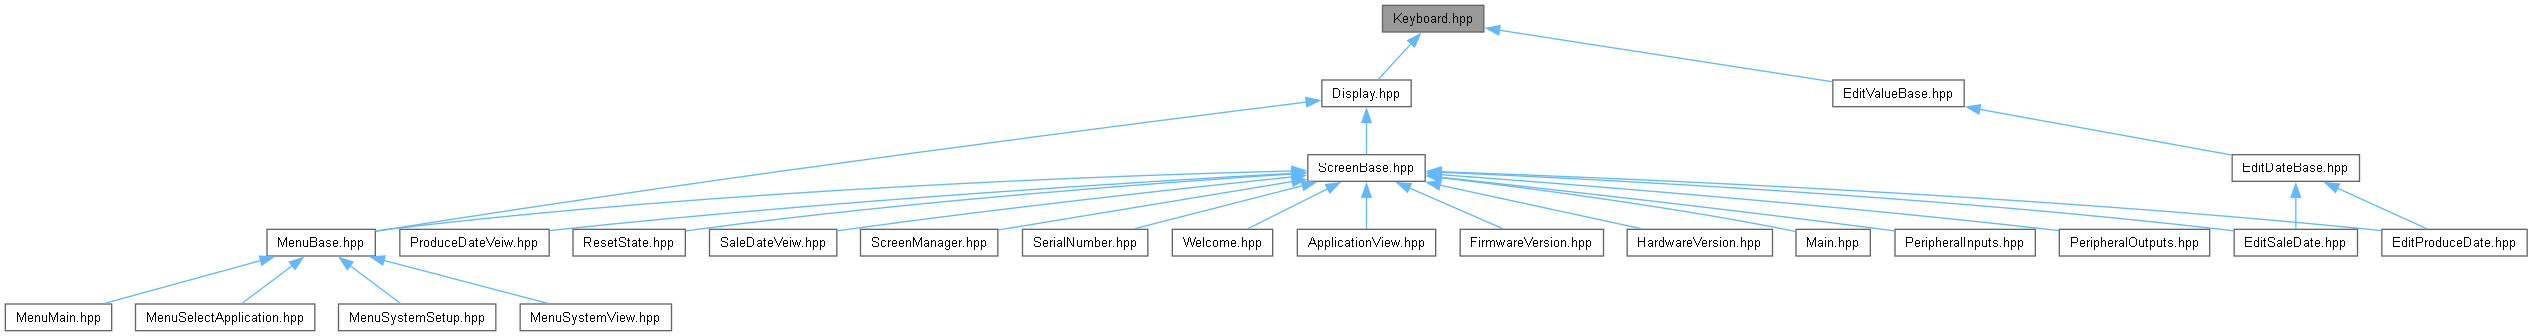 Keyboard.hpp
Display.hpp
EditValueBase.hpp
ScreenBase.hpp
EditDateBase.hpp
MenuBase.hpp
ProduceDateVeiw.hpp
ResetState.hpp
SaleDateVeiw.hpp
ScreenManager.hpp
SerialNumber.hpp
Welcome.hpp
ApplicationView.hpp
FirmwareVersion.hpp
HardwareVersion.hpp
Main.hpp
PeripheralInputs.hpp
PeripheralOutputs.hpp
EditSaleDate.hpp
EditProduceDate.hpp
MenuMain.hpp
MenuSelectApplication.hpp
MenuSystemSetup.hpp
MenuSystemView.hpp